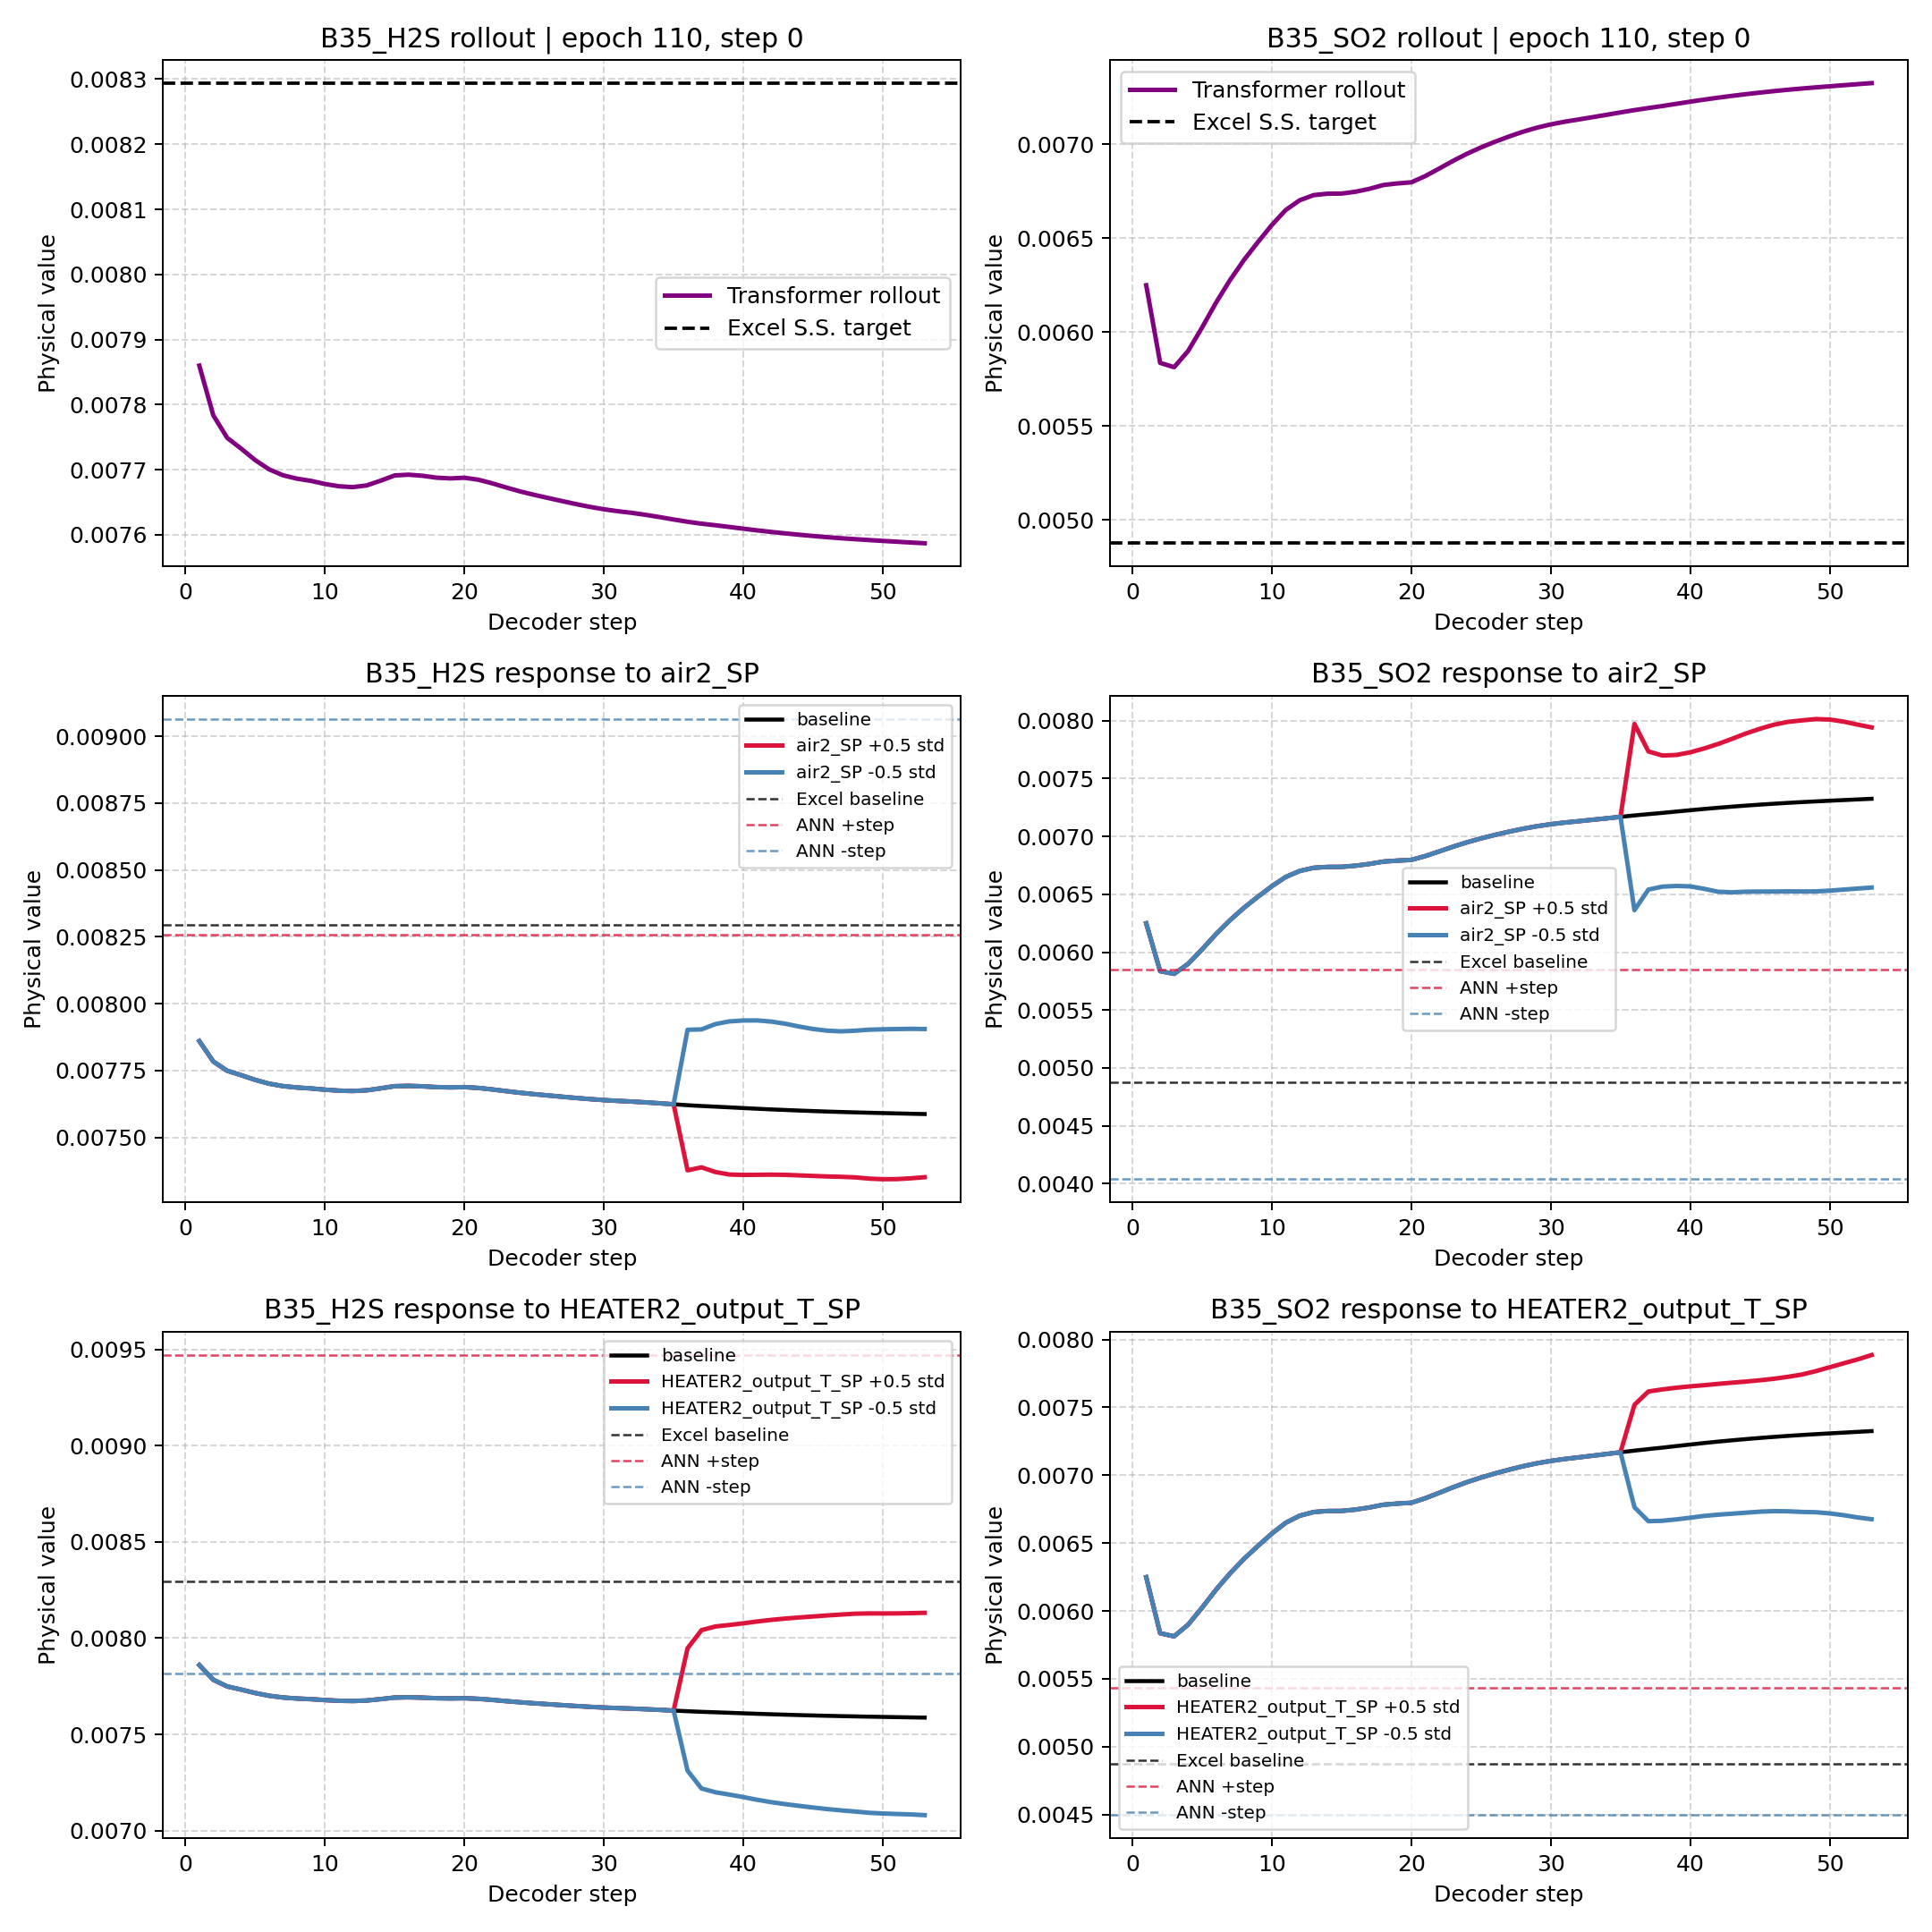 B35_H2S rollout | epoch 110, step 0
0.0083
0.0082
0.0081
0.0080
0.0079
0.0078
0.0077
0.0076
Physical value
Transformer rollout
Excel S.S. target
0 10 20 30 40 50
Decoder step
B35_SO2 rollout | epoch 110, step 0
0.0070
0.0065
0.0060
0.0055
0.0050
Physical value
Transformer rollout
Excel S.S. target
0 10 20 30 40 50
Decoder step
B35_H2S response to air2_SP
0.00900
0.00875
0.00850
0.00825
0.00800
0.00775
0.00750
Physical value
baseline
air2_SP +0.5 std
air2_SP -0.5 std
Excel baseline
ANN +step
ANN -step
0 10 20 30 40 50
Decoder step
B35_SO2 response to air2_SP
0.0080
0.0075
0.0070
0.0065
0.0060
0.0055
0.0050
0.0045
0.0040
Physical value
baseline
air2_SP +0.5 std
air2_SP -0.5 std
Excel baseline
ANN +step
ANN -step
0 10 20 30 40 50
Decoder step
B35_H2S response to HEATER2_output_T_SP
0.0095
0.0090
0.0085
0.0080
0.0075
0.0070
Physical value
baseline
HEATER2_output_T_SP +0.5 std
HEATER2_output_T_SP -0.5 std
Excel baseline
ANN +step
ANN -step
0 10 20 30 40 50
Decoder step
B35_SO2 response to HEATER2_output_T_SP
0.0080
0.0075
0.0070
0.0065
0.0060
0.0055
0.0050
0.0045
Physical value
baseline
HEATER2_output_T_SP +0.5 std
HEATER2_output_T_SP -0.5 std
Excel baseline
ANN +step
ANN -step
0 10 20 30 40 50
Decoder step